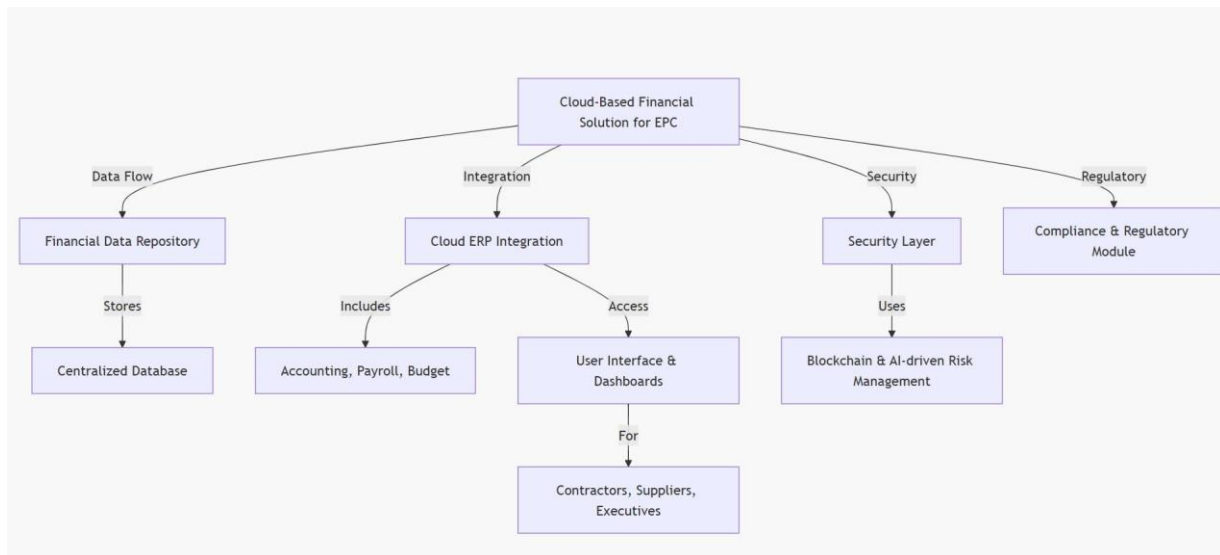 Cloud-Based Financial
Solution for EPC
Data Flow
Integration
Security
Regulatory
Financial Data Repository
Cloud ERP Integration
Security Layer
Compliance & Regulatory
Module
Stores
Includes
Access
Uses
Centralized Database
Accounting, Payroll, Budget
User Interface &
Dashboards
Blockchain & AI-driven Risk
Management
For
Contractors, Suppliers,
Executives